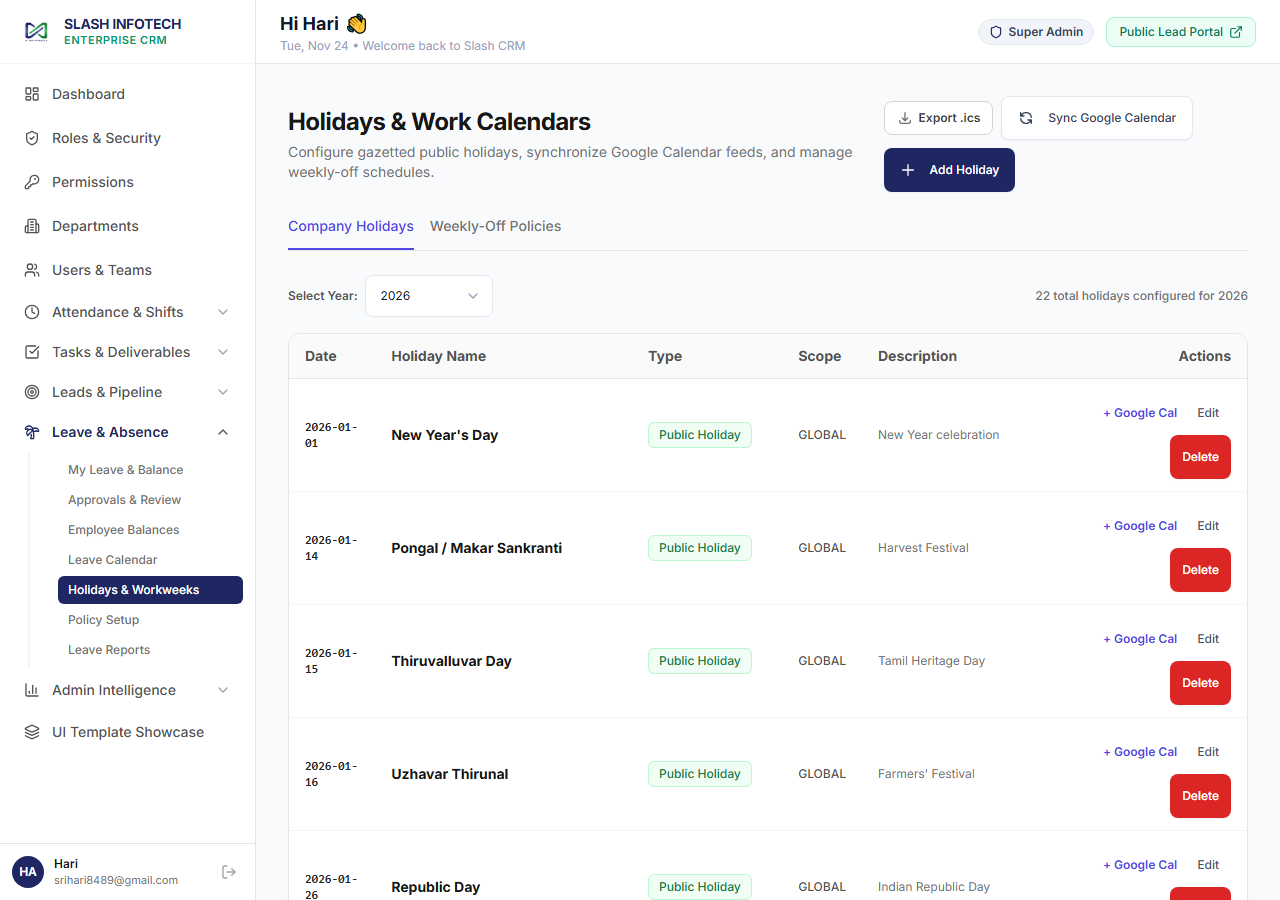 SLASH INFOTECH
ENTERPRISE CRM
Dashboard
Roles & Security
Permissions
Departments
Users & Teams
Attendance & Shifts
Tasks & Deliverables
Leads & Pipeline
Leave & Absence
My Leave & Balance
Approvals & Review
Employee Balances
Leave Calendar
Holidays & Workweeks
Policy Setup
Leave Reports
Admin Intelligence
UI Template Showcase
HA
Hari
srihari8489@gmail.com
Hi Hari 👋
Tue, Nov 24 • Welcome back to Slash CRM
Super Admin
Public Lead Portal
Holidays & Work Calendars
Configure gazetted public holidays, synchronize Google Calendar feeds, and manage
weekly-off schedules.
Export .ics
Sync Google Calendar
Add Holiday
Company Holidays
Weekly-Off Policies
Select Year:
2026
22 total holidays configured for 2026
Date Holiday Name Type Scope Description Actions
2026-01-
01
New Year's Day
Public Holiday
GLOBAL
New Year celebration
+ Google Cal
Edit
Delete
2026-01-
14
Pongal / Makar Sankranti
Public Holiday
GLOBAL
Harvest Festival
+ Google Cal
Edit
Delete
2026-01-
15
Thiruvalluvar Day
Public Holiday
GLOBAL
Tamil Heritage Day
+ Google Cal
Edit
Delete
2026-01-
16
Uzhavar Thirunal
Public Holiday
GLOBAL
Farmers' Festival
+ Google Cal
Edit
Delete
2026-01-
26
Republic Day
Public Holiday
GLOBAL
Indian Republic Day
+ Google Cal
Edit